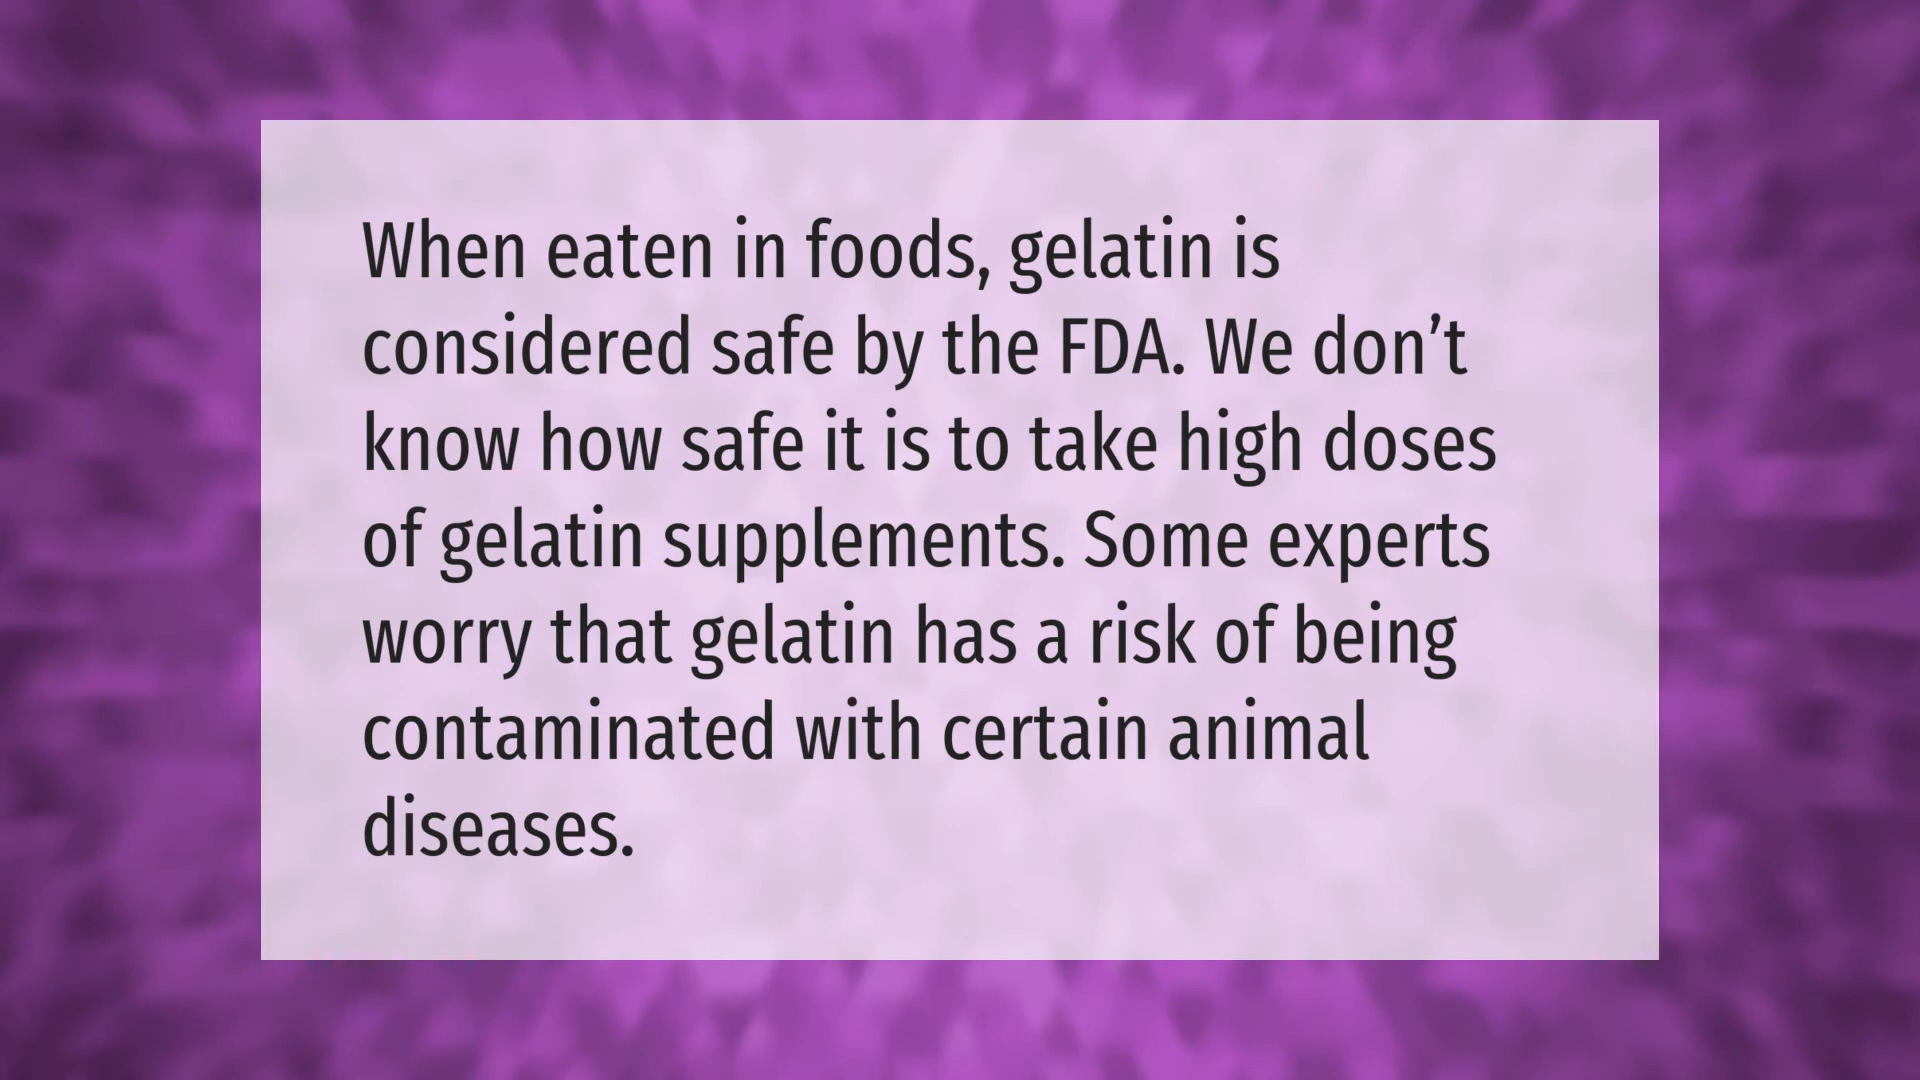 When eaten in foods, gelatin is
considered safe by the FDA. We don’t
know how safe it is to take high doses
of gelatin supplements. Some experts
worry that gelatin has a risk of being
contaminated with certain animal
diseases.